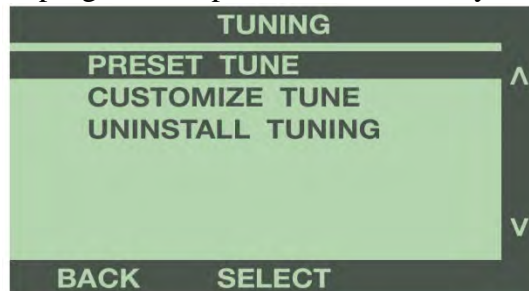 TUNING
PRESET TUNE
CUSTOMIZE TUNE
UNINSTALL TUNING
BACK SELECT